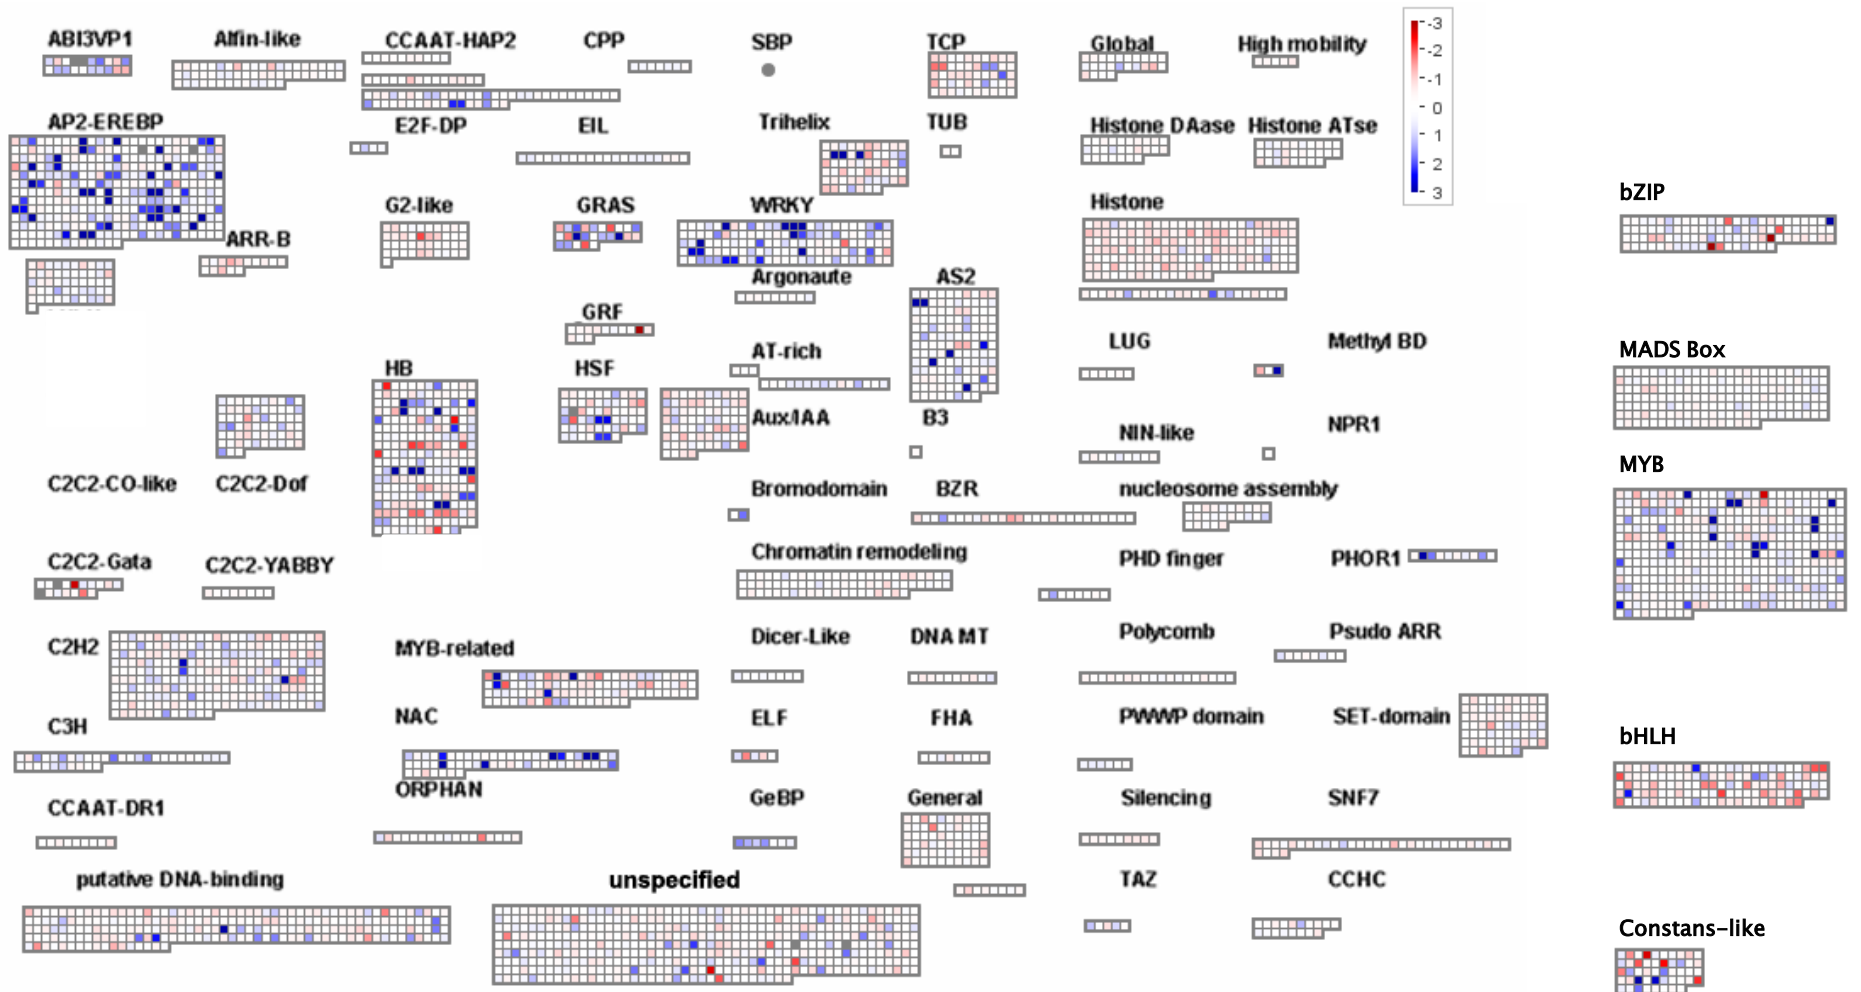 ABI3VP1
Alfin-like
CCAAT-HAP2
CPP
SBP
TCP
Global
High mobility
-3
-2
-1
0
1
2
3
AP2-EREBP
E2F-DP
EIL
Trihelix
TUB
Histone DAase
Histone ATse
bZIP
G2-like
GRAS
WRKY
Histone
ARR-B
Argonaute
AS2
GRF
LUG
Methyl BD
MADS Box
AT-rich
HB
HSF
Aux/IAA
B3
NIN-like
NPR1
MYB
C2C2-CO-like
C2C2-Dof
Bromodomain
BZR
nucleosome assembly
C2C2-Gata
C2C2-YABBY
Chromatin remodeling
PHD finger
PHOR1
C2H2
MYB-related
Dicer-Like
DNA MT
Polycomb
Psudo ARR
C3H
NAC
ELF
FHA
PWWP domain
SET-domain
bHLH
CCAAT-DR1
ORPHAN
GeBP
General
Silencing
SNF7
putative DNA-binding
unspecified
TAZ
CCHC
Constans-like